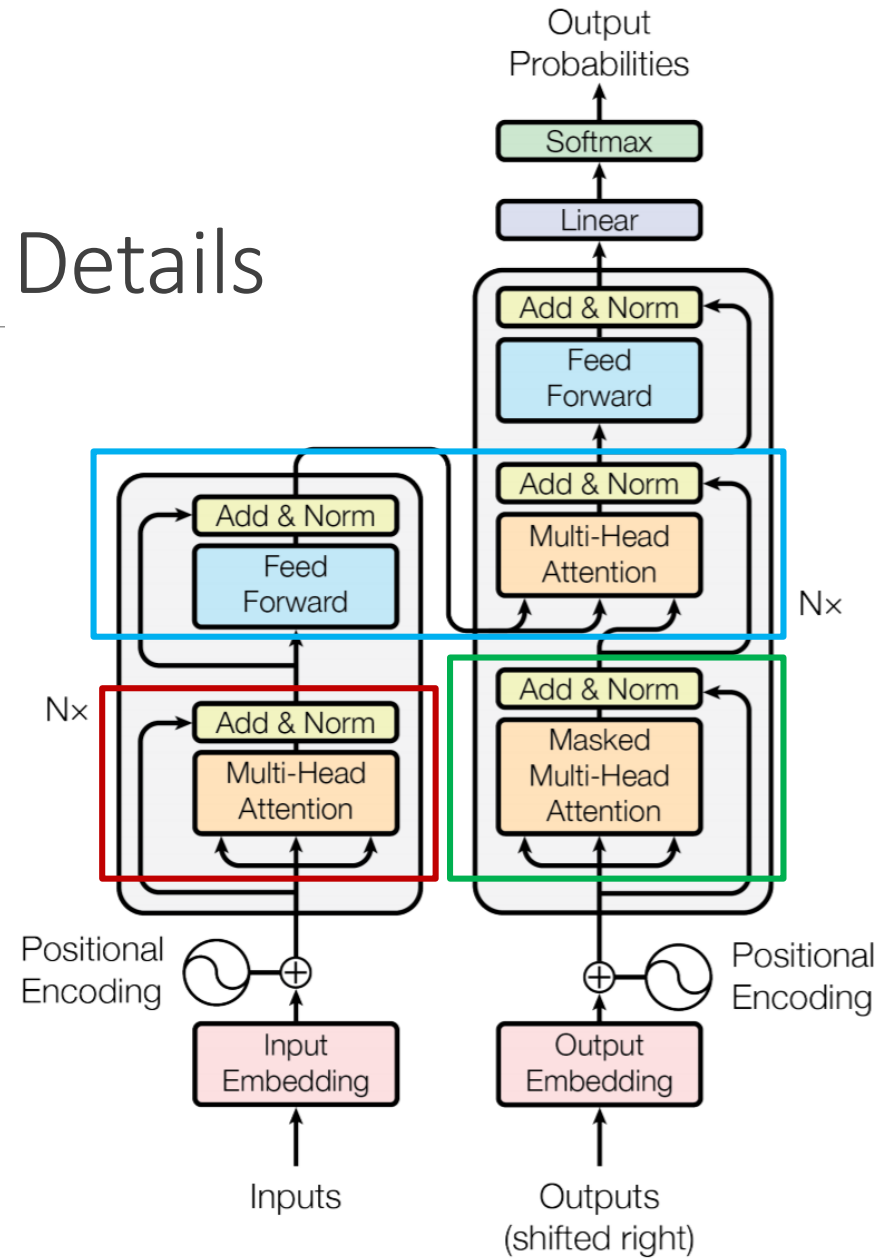 Details
Output
Probabilities
Softmax
Linear
Add & Norm
Feed
Forward
Add & Norm
Multi-Head
Attention
Nx
Add & Norm
Masked
Multi-Head
Attention
Add & Norm
Feed
Forward
Nx
Add & Norm
Multi-Head
Attention
Positional
Encoding
Positional
Encoding
Input
Embedding
Output
Embedding
Inputs
Outputs
(shifted right)